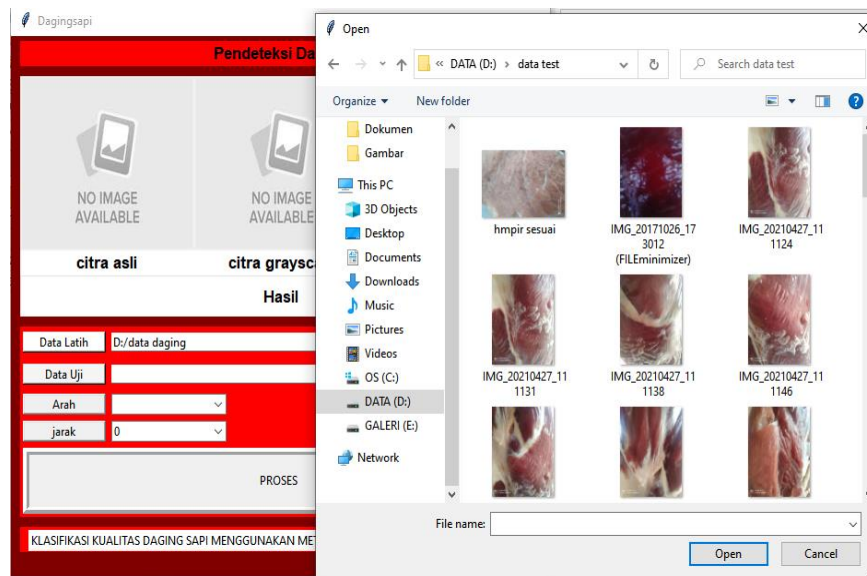 Dagingsapi
Pendeteksi Da
NO IMAGE
AVAILABLE
NO IMAGE
AVAILABLE
citra asli
citra graysc
Hasil
Data Latih
D:/data daging
Data Uji
Arah
jarak
0
PROSES
KLASIFIKASI KUALITAS DAGING SAPI MENGGUNAKAN ME
Open
« DATA (D:) › data test
Search data test
Organize
New folder
Dokumen
Gambar
This PC
3D Objects
Desktop
Documents
Downloads
Music
Pictures
Videos
OS (C:)
DATA (D:)
GALERI (E:)
Network
hmpir sesuai
IMG_20171026_17
3012
(FILEminimizer)
IMG_20210427_11
1124
IMG_20210427_11
1131
IMG_20210427_11
1138
IMG_20210427_11
1146
File name:
Open
Cancel